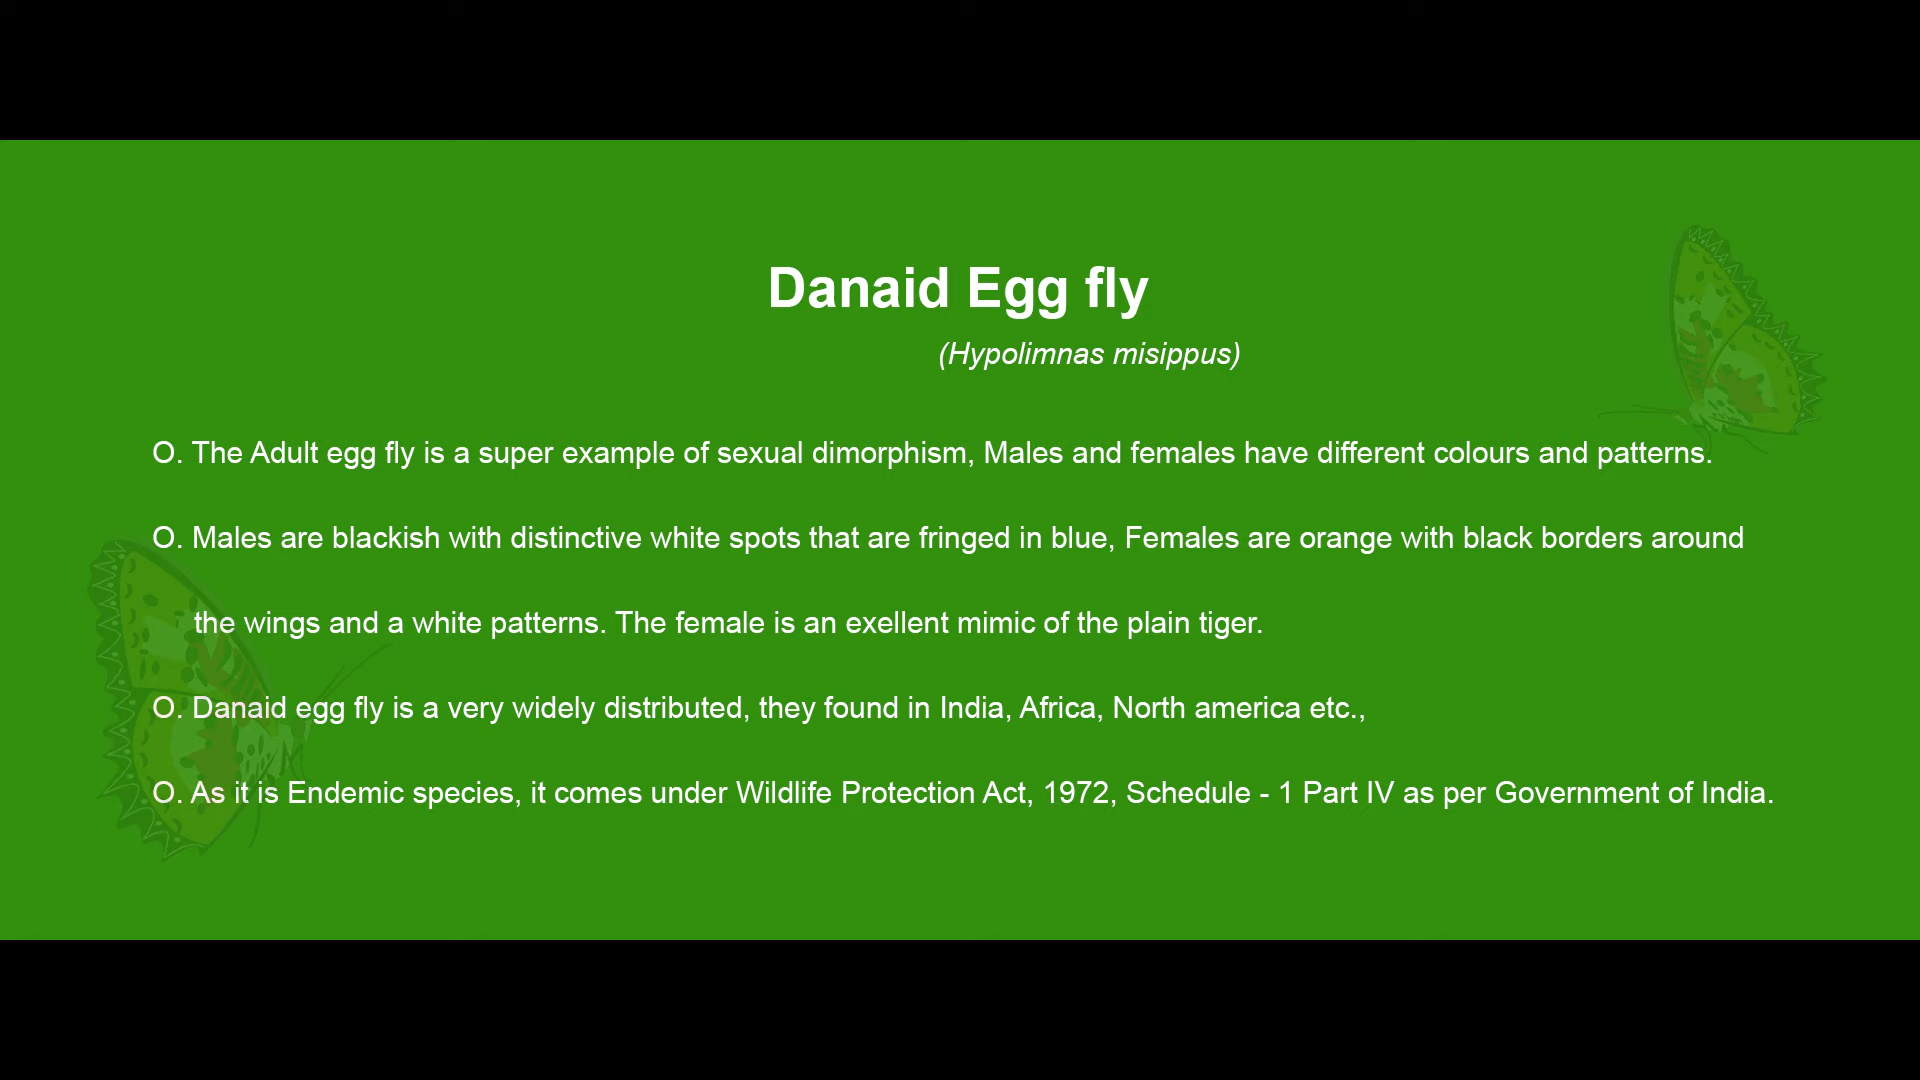 Danaid Egg fly
(Hypolimnas misippus)
O. The Adult egg fly is a super example of sexual dimorphism, Males and females have different colours and patterns.
O. Males are blackish with distinctive white spots that are fringed in blue, Females are orange with black borders around
the wings and a white patterns. The female is an exellent mimic of the plain tiger.
O. Danaid egg fly is a very widely distributed, they found in India, Africa, North america etc.,
O. As it is Endemic species, it comes under Wildlife Protection Act, 1972, Schedule - 1 Part IV as per Government of India.